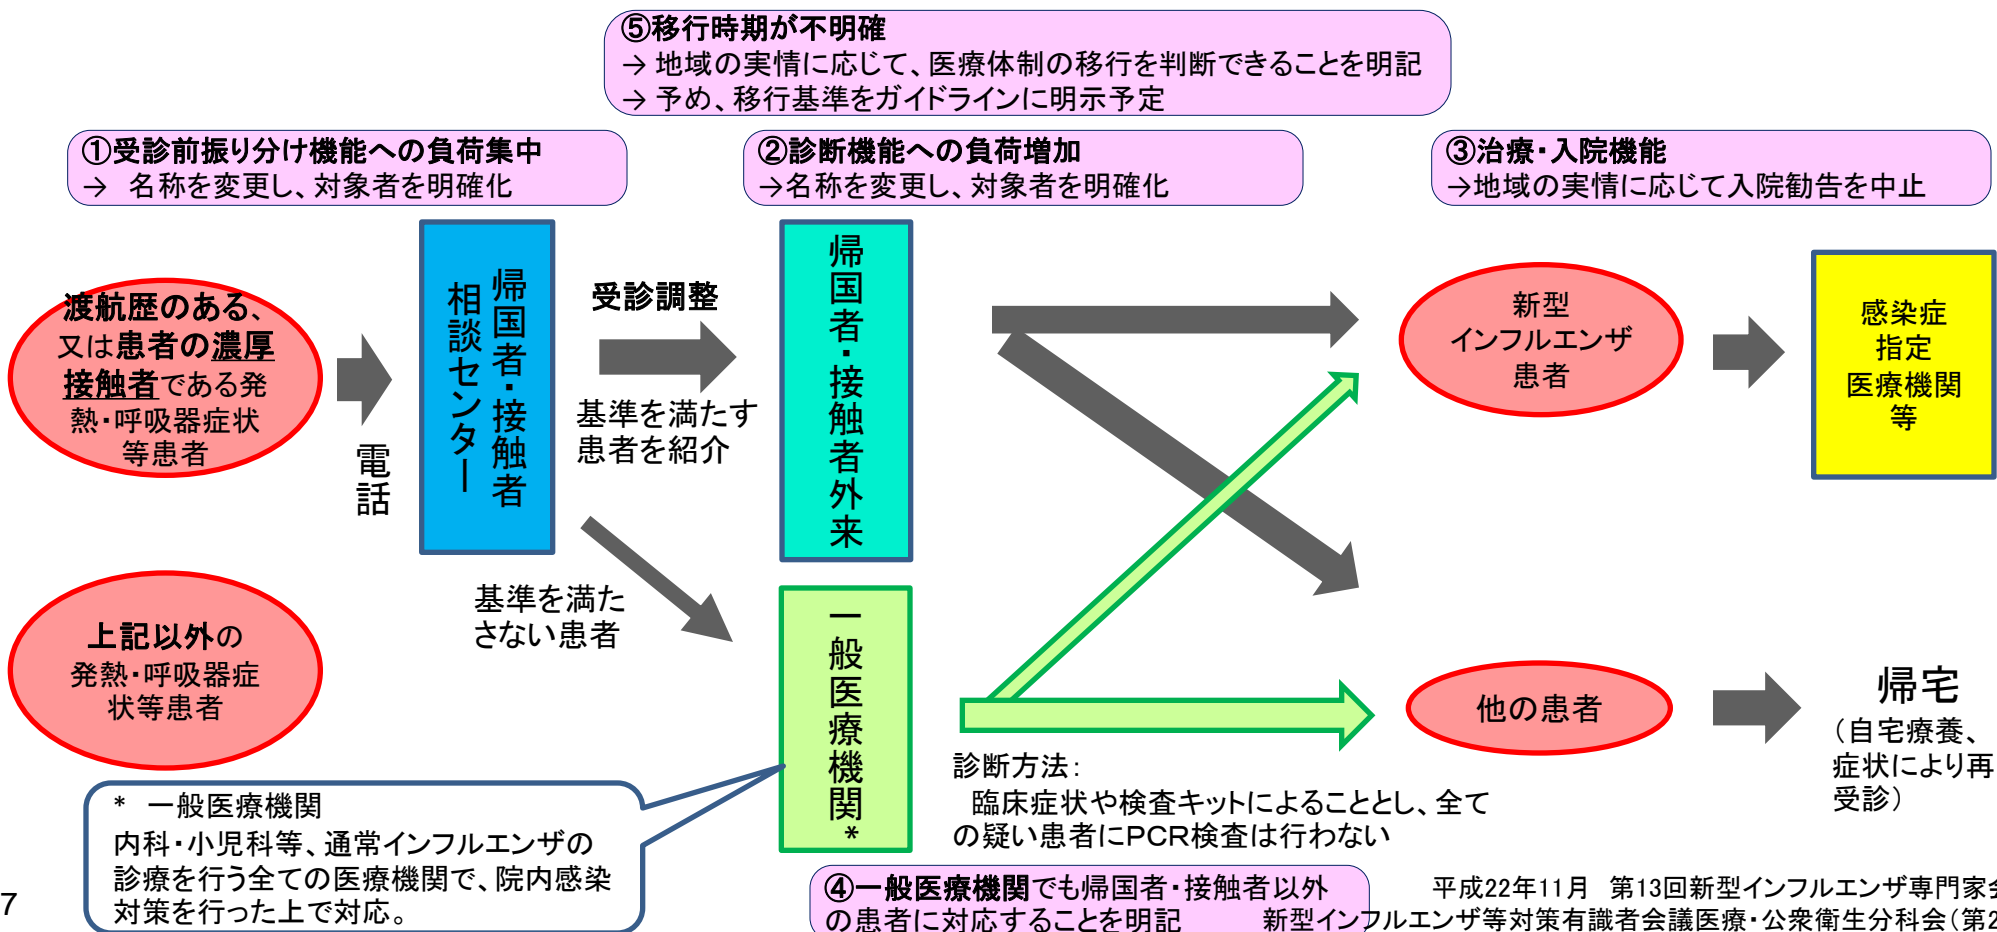 ⑤移行時期が不明確
→ 地域の実情に応じて、医療体制の移行を判断できることを明記
→ 予め、移行基準をガイドラインに明示予定
①受診前振り分け機能への負荷集中
→ 名称を変更し、対象者を明確化
②診断機能への負荷増加
→名称を変更し、対象者を明確化
③治療・入院機能
→地域の実情に応じて入院勧告を中止
渡航歴のある、
又は患者の濃厚
接触者である発
熱・呼吸器症状
等患者
電話
帰国者・接触者
相談センター
受診調整
基準を満たす
患者を紹介
基準を満た
さない患者
帰国者・接触者外来
新型
インフルエンザ
患者
感染症
指定
医療機関
等
上記以外の
発熱・呼吸器症
状等患者
一般医療機関*
他の患者
帰宅
（自宅療養、
症状により再
受診）
診断方法：
臨床症状や検査キットによることとし、全て
の疑い患者にPCR検査は行わない
* 一般医療機関
内科・小児科等、通常インフルエンザの
診療を行う全ての医療機関で、院内感染
対策を行った上で対応。
④一般医療機関でも帰国者・接触者以外
の患者に対応することを明記
平成22年11月 第13回新型インフルエンザ専門家会
新型インフルエンザ等対策有識者会議医療・公衆衛生分科会（第2
7